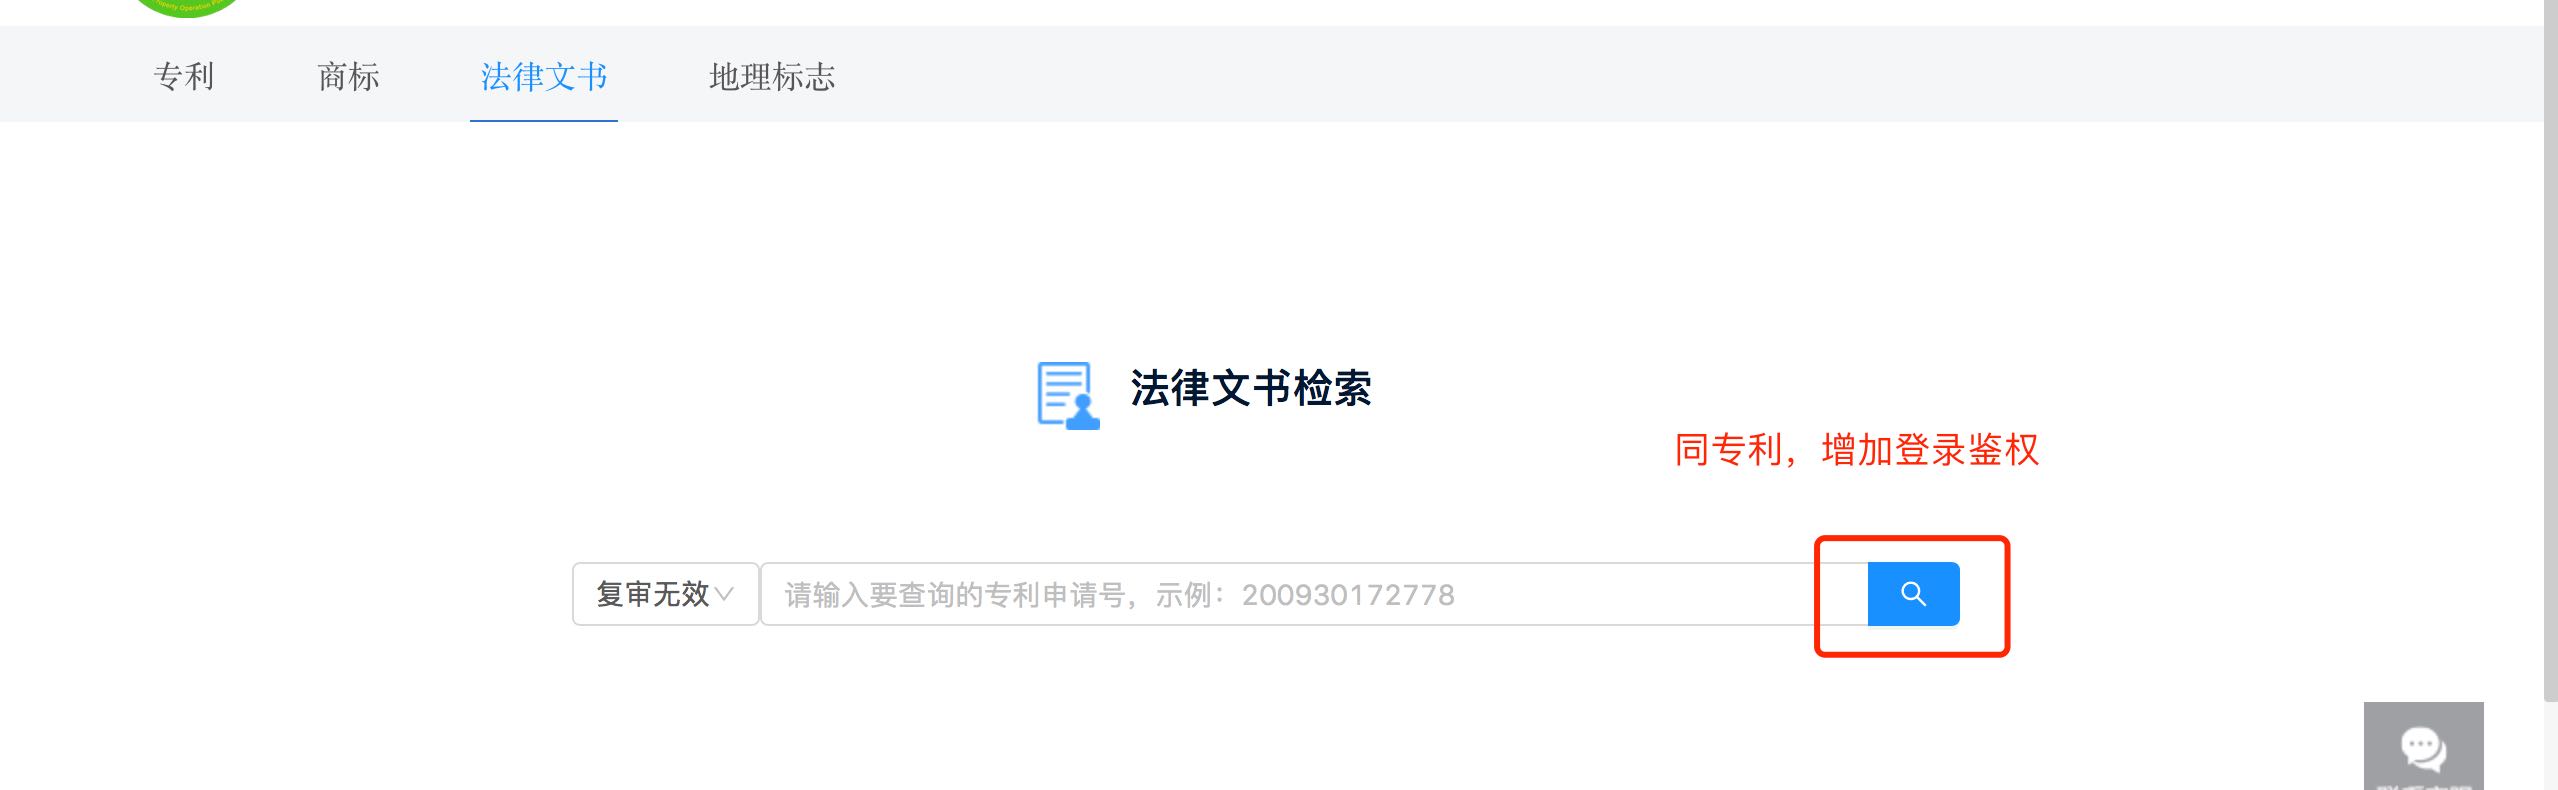 专利
商标
法律文书
地理标志
法律文书检索
同专利，增加登录鉴权
复审无效
请输入要查询的专利申请号，示例：200930172778